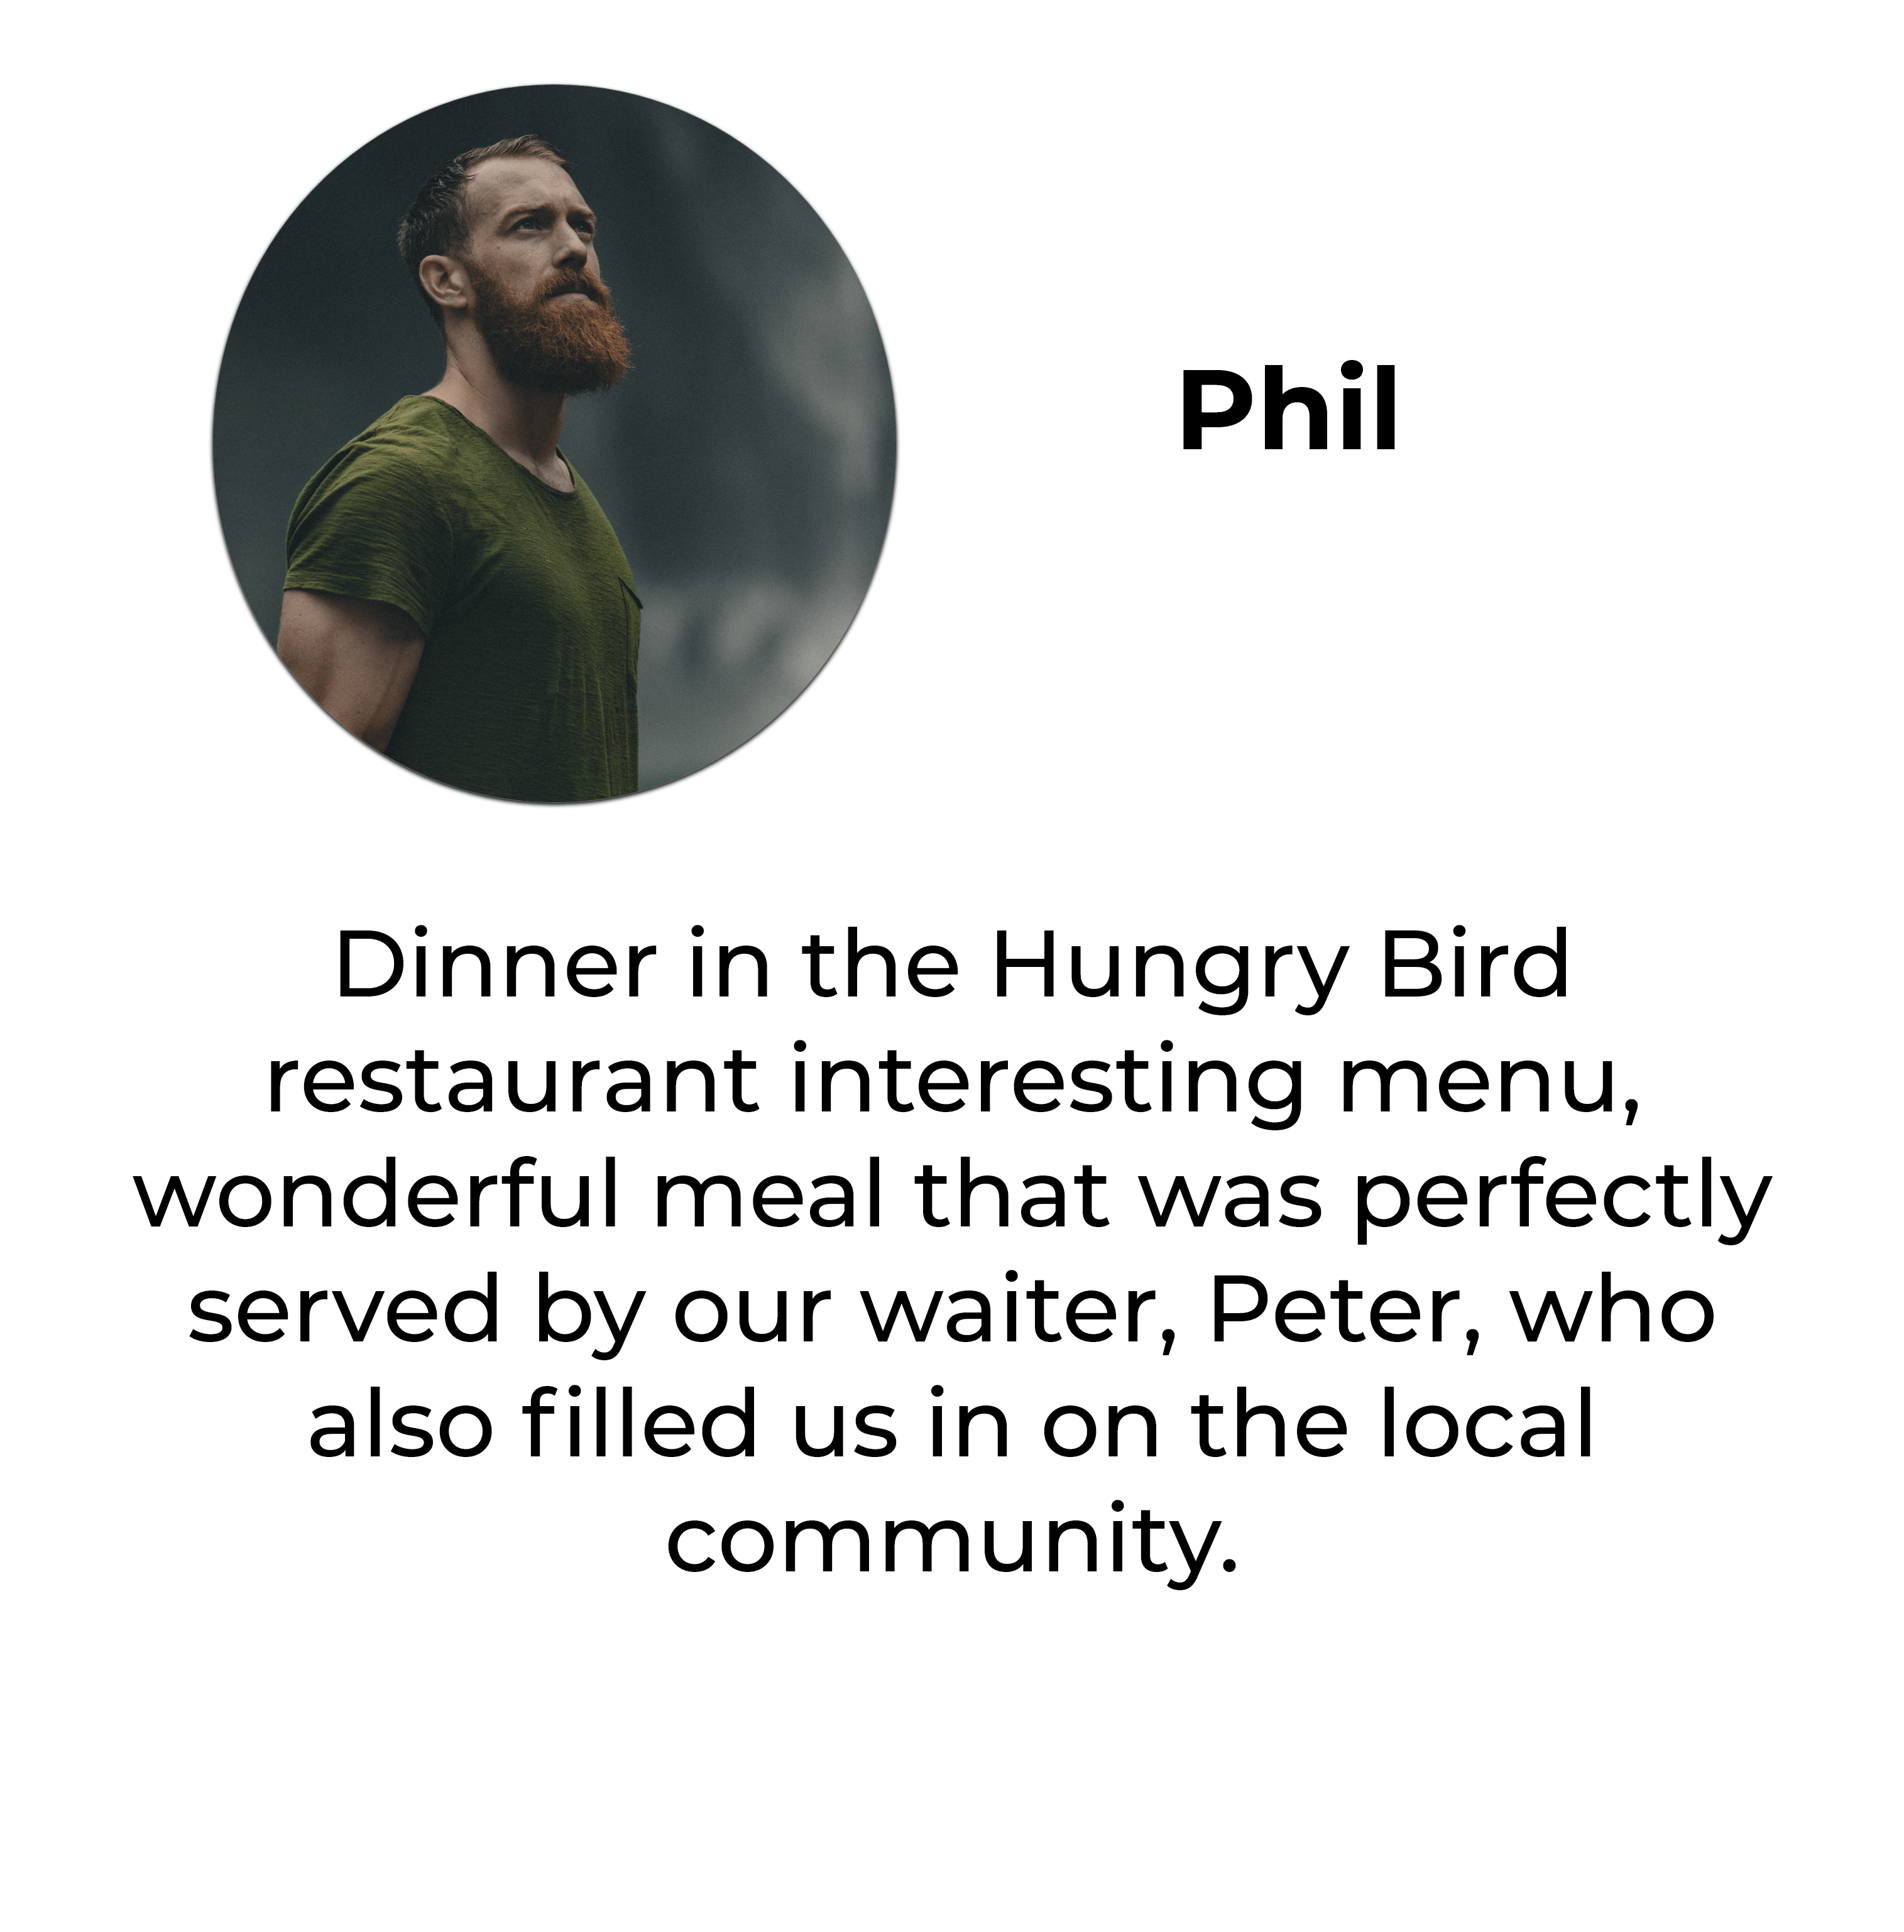 Phil
Dinner in the Hungry Bird
restaurant interesting menu,
wonderful meal that was perfectly
served by our waiter, Peter, who
also filled us in on the local
community.